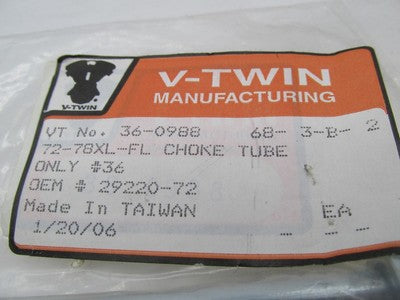 V-TWIN
V-TWIN
MANUFACTURING
VT No. 36-0988 68- 3-B- 2
72-78XL-FL CHOKE TUBE
ONLY #36
OEM # 29220-72
Made In TAIWAN EA
1/20/06 _ _ _